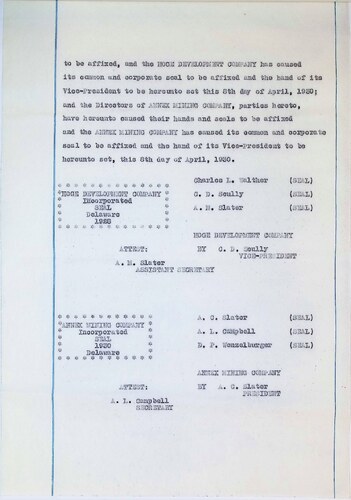 to be affixed, and the HOGE DEVELOPMENT COMPANY has caused
its common and corporate seal to be affixed and the hand of its
Vice-President to be hereunto set this 8th day of April, 1930;
and the Directors of ANNEX MINING COMPANY, parties hereto,
have hereunto caused their hands and seals to be affixed
and the ANNEX MINING COMPANY has caused its common and corporate
seal to be affixed and the hand of its Vice-President to be
hereunto set, this 8th day of April, 1930.
Charles L. Walther (SEAL)
C. D. Scully (SEAL)
A. M. Slater (SEAL)
HOGE DEVELOPMENT COMPANY
Incorporated
SEAL
Delaware
1928
HOGE DEVELOPMENT COMPANY
ATTEST: BY C. D. Scully
VICE-PRESIDENT
A. M. Slater
ASSISTANT SECRETARY
A. G. Slater (SEAL)
A. L. Campbell (SEAL)
D. P. Wenzelburger (SEAL)
ANNEX MINING COMPANY
Incorporated
SEAL
1930
Delaware
ANNEX MINING COMPANY
ATTEST: BY A. G. Slater
PRESIDENT
A. L. Campbell
SECRETARY